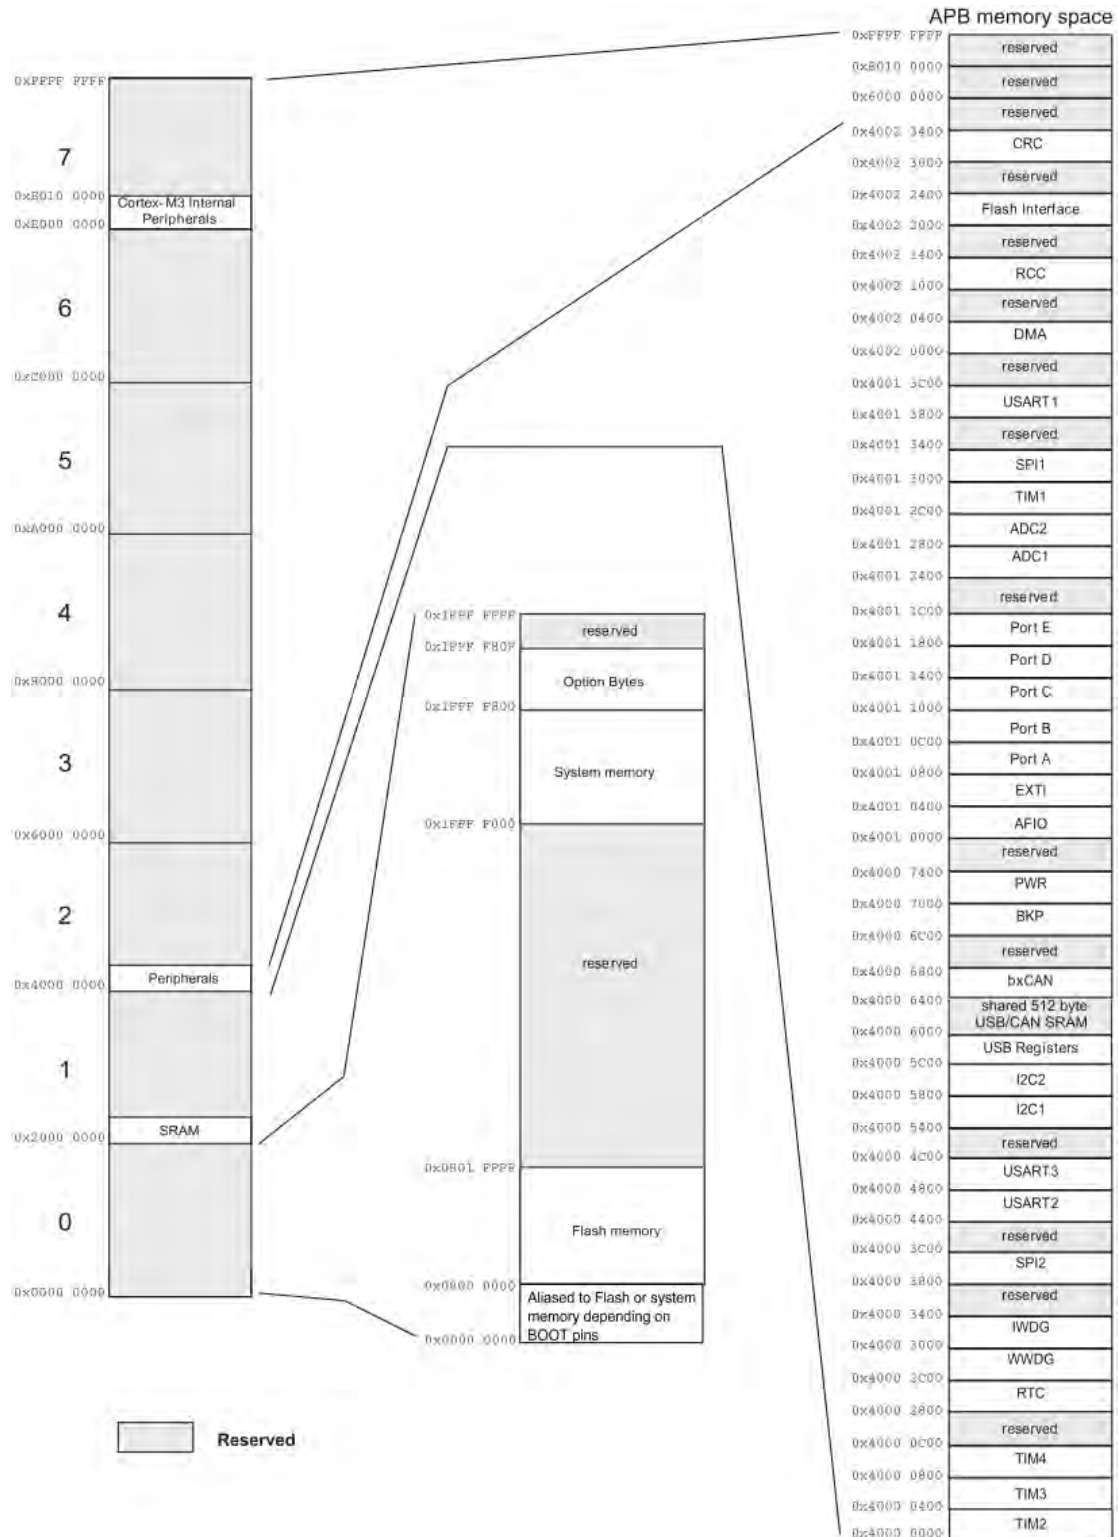 0xFFFF FFFF
7
0xE010 0000
Cortex-M3 Internal
Peripherals
0xE000 0000
6
0xC000 0000
5
0xA000 0000
4
0x8000 0000
3
0x6000 0000
2
Peripherals
0x4000 0000
1
SRAM
0x2000 0000
0
0x0000 0000
Reserved
0x1FFF FFFF
reserved
0x1FFF F80F
Option Bytes
0x1FFF F800
System memory
0x1FFF F000
reserved
0x0801 FFFF
Flash memory
0x0800 0000
Aliased to Flash or system
memory depending on
BOOT pins
0x0000 0000
APB memory space
0xFFFF FFFF
reserved
0xE010 0000
reserved
0x6000 0000
reserved
0x4002 3400
CRC
0x4002 3000
reserved
0x4002 2400
Flash Interface
0x4002 2000
reserved
0x4002 1400
RCC
0x4002 1000
reserved
0x4002 0400
DMA
0x4002 0000
reserved
0x4001 3C00
USART1
0x4001 3800
reserved
0x4001 3400
SPI1
0x4001 3000
TIM1
0x4001 2C00
ADC2
0x4001 2800
ADC1
0x4001 2400
reserved
0x4001 1C00
Port E
0x4001 1800
Port D
0x4001 1400
Port C
0x4001 1000
Port B
0x4001 0C00
Port A
0x4001 0800
EXTI
0x4001 0400
AFIO
0x4001 0000
reserved
0x4000 7400
PWR
0x4000 7000
BKP
0x4000 6C00
reserved
0x4000 6800
bxCAN
0x4000 6400
shared 512 byte
USB/CAN SRAM
0x4000 6000
USB Registers
0x4000 5C00
I2C2
0x4000 5800
I2C1
0x4000 5400
reserved
0x4000 4C00
USART3
0x4000 4800
USART2
0x4000 4400
reserved
0x4000 3C00
SPI2
0x4000 3800
reserved
0x4000 3400
IWDG
0x4000 3000
WWDG
0x4000 2C00
RTC
0x4000 2800
reserved
0x4000 0C00
TIM4
0x4000 0800
TIM3
0x4000 0400
TIM2
0x4000 0000